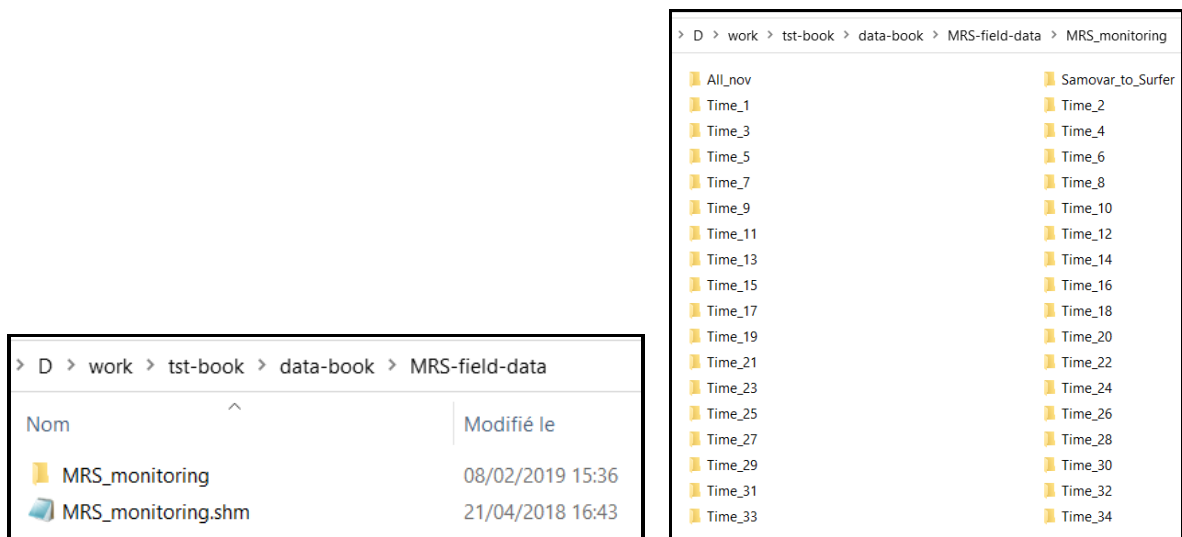 > D > work > tst-book > data-book > MRS-field-data
Nom Modifié le
MRS_monitoring 08/02/2019 15:36
MRS_monitoring.shm 21/04/2018 16:43
> D > work > tst-book > data-book > MRS-field-data > MRS_monitoring
All_nov Samovar_to_Surfer
Time_1 Time_2
Time_3 Time_4
Time_5 Time_6
Time_7 Time_8
Time_9 Time_10
Time_11 Time_12
Time_13 Time_14
Time_15 Time_16
Time_17 Time_18
Time_19 Time_20
Time_21 Time_22
Time_23 Time_24
Time_25 Time_26
Time_27 Time_28
Time_29 Time_30
Time_31 Time_32
Time_33 Time_34